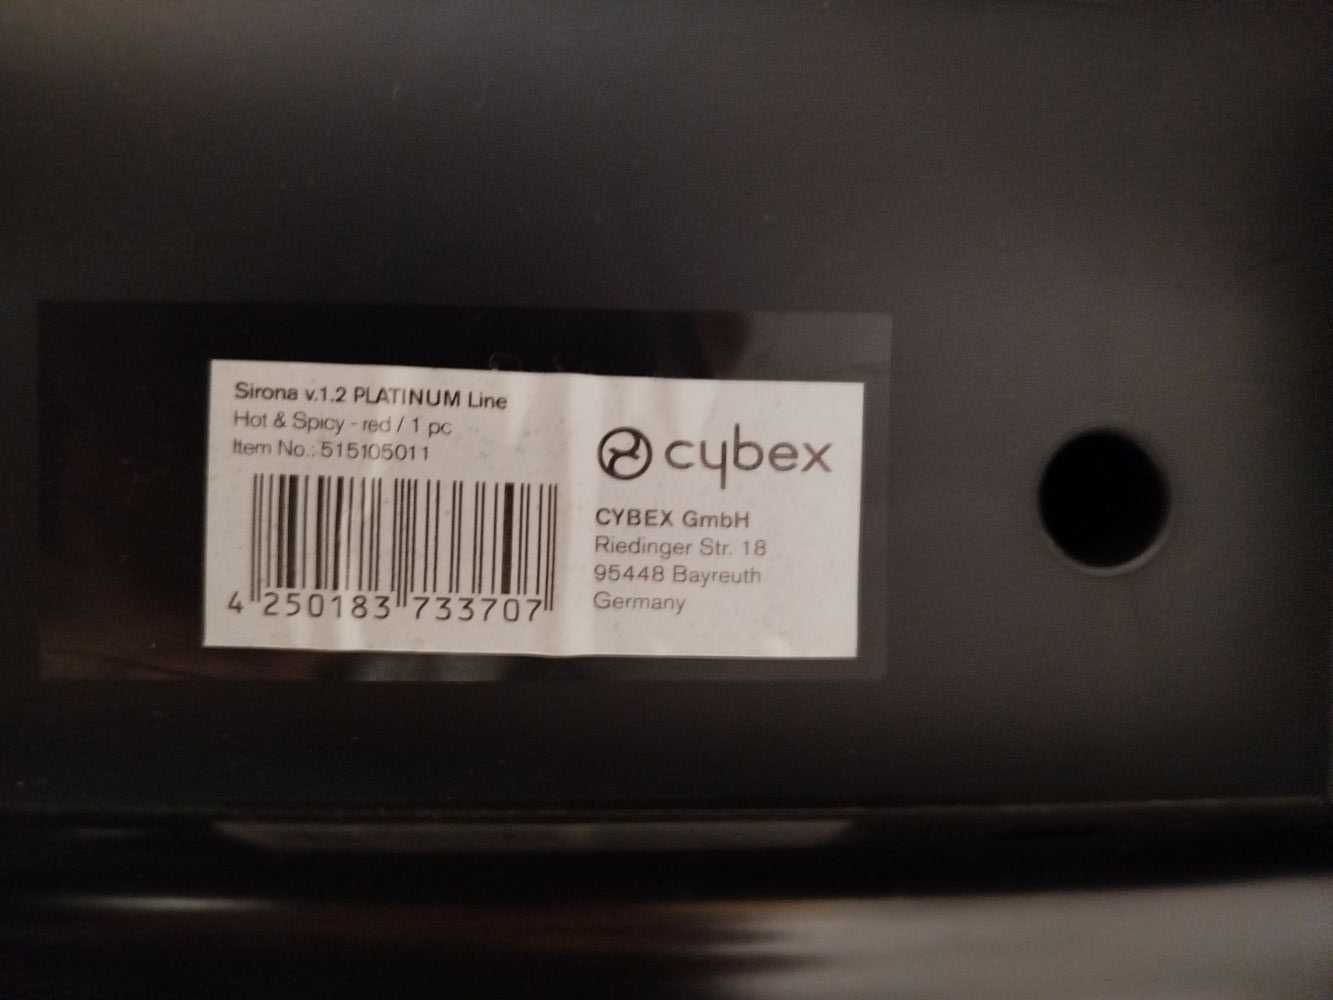 Sirona v.1.2 PLATINUM Line
Hot & Spicy - red / 1 pc
Item No.: 515105011
4 250183 733707
cybex
CYBEX GmbH
Riedinger Str. 18
95448 Bayreuth
Germany